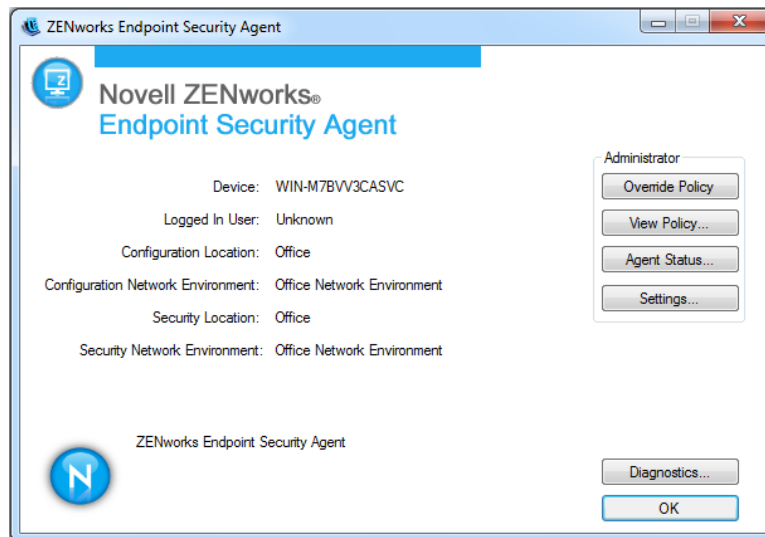 ZENworks Endpoint Security Agent
Novell ZENworks®
Endpoint Security Agent
Device: WIN-M7BVV3CASVC
Logged In User: Unknown
Configuration Location: Office
Configuration Network Environment: Office Network Environment
Security Location: Office
Security Network Environment: Office Network Environment
Administrator
Override Policy
View Policy...
Agent Status...
Settings...
ZENworks Endpoint Security Agent
Diagnostics...
OK
Z
N